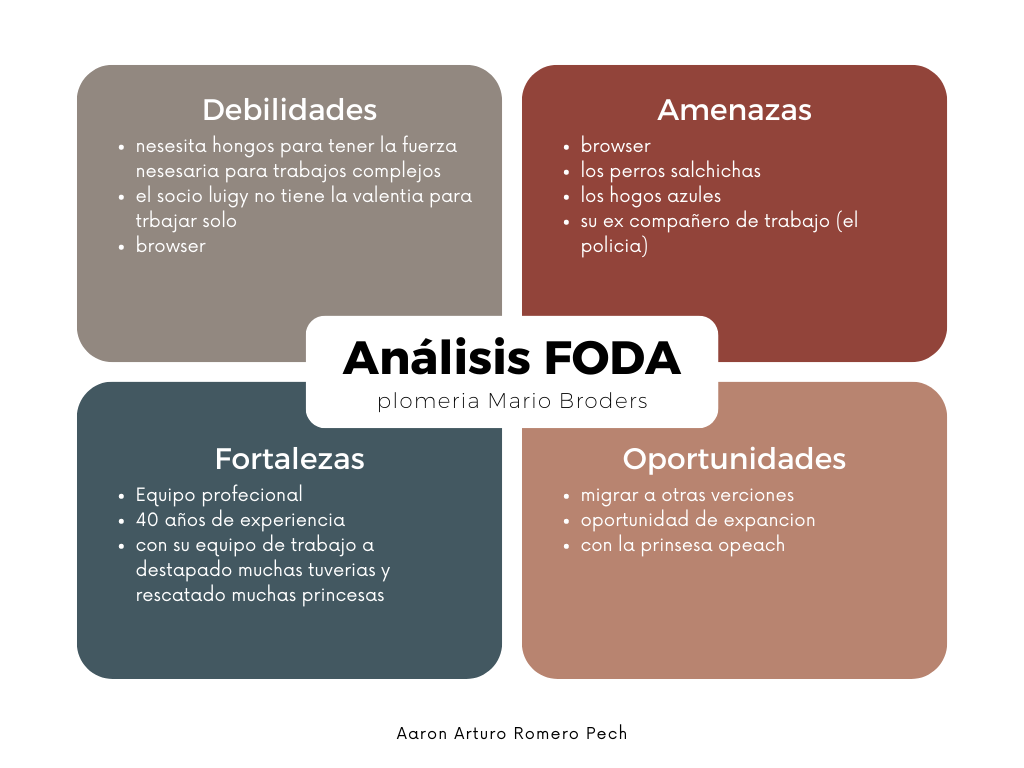 Debilidades
• nesesita hongos para tener la fuerza
nesesaria para trabajos complejos
• el socio luigy no tiene la valentia para
trbajar solo
• browser
Amenazas
• browser
• los perros salchichas
• los hogos azules
• su ex compañero de trabajo (el
policia)
Análisis FODA
plomeria Mario Broders
Fortalezas
• Equipo profecional
• 40 años de experiencia
• con su equipo de trabajo a
destapado muchas tuverias y
rescatado muchas princesas
Oportunidades
• migrar a otras verciones
• oportunidad de expancion
• con la prinsesa opeach
Aaron Arturo Romero Pech